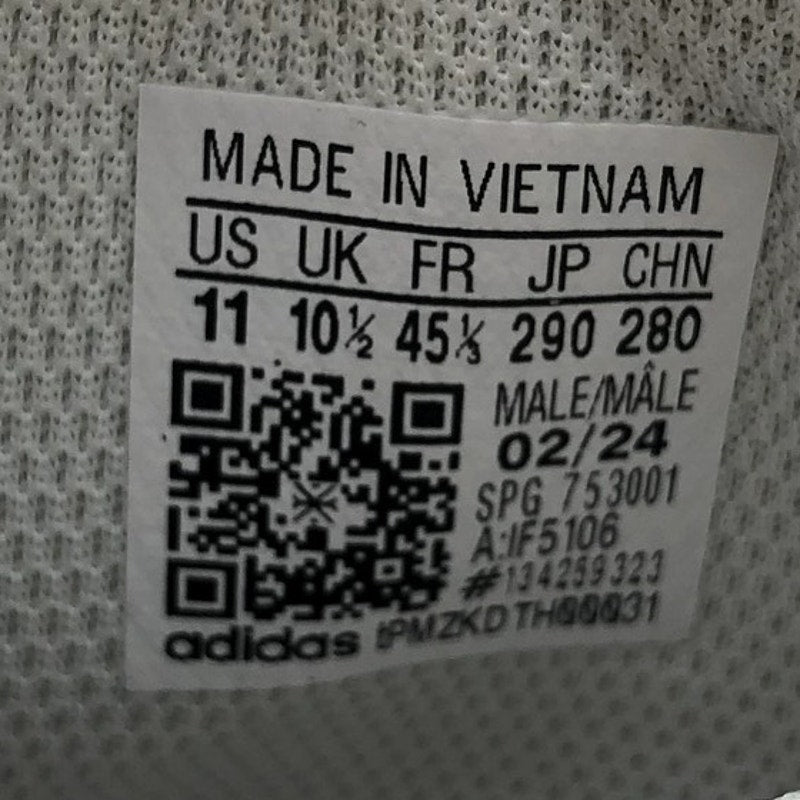 MADE IN VIETNAM
US UK FR JP CHN
11 10½ 45⅓ 290 280
MALE/MÂLE
02/24
SPG 753001
A:IF5106
#134259323
adidas